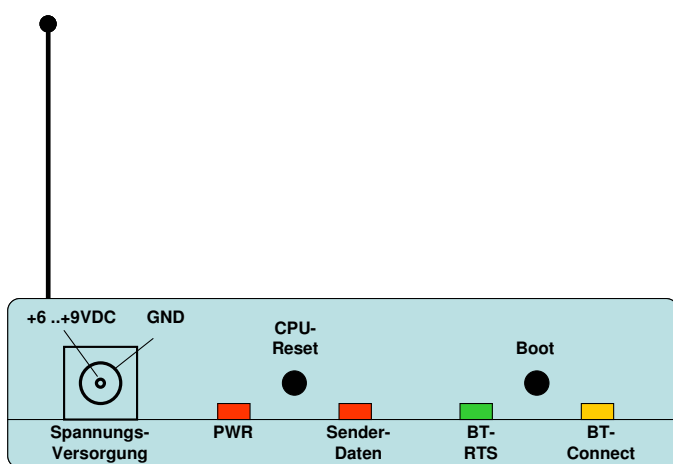 +6 ..+9VDC
GND
CPU-
Reset
Boot
Spannungs-
Versorgung
PWR
Sender-
Daten
BT-
RTS
BT-
Connect